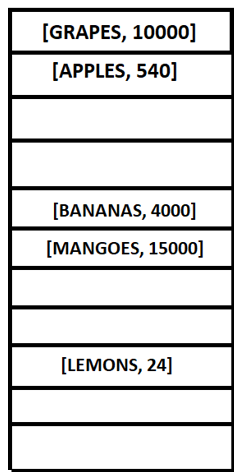 [GRAPES, 10000]
[APPLES, 540]
[BANANAS, 4000]
[MANGOES, 15000]
[LEMONS, 24]